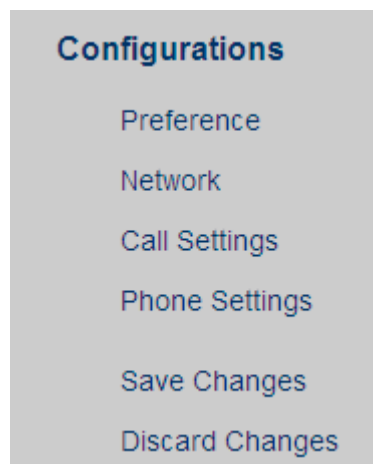 Configurations
Preference
Network
Call Settings
Phone Settings
Save Changes
Discard Changes